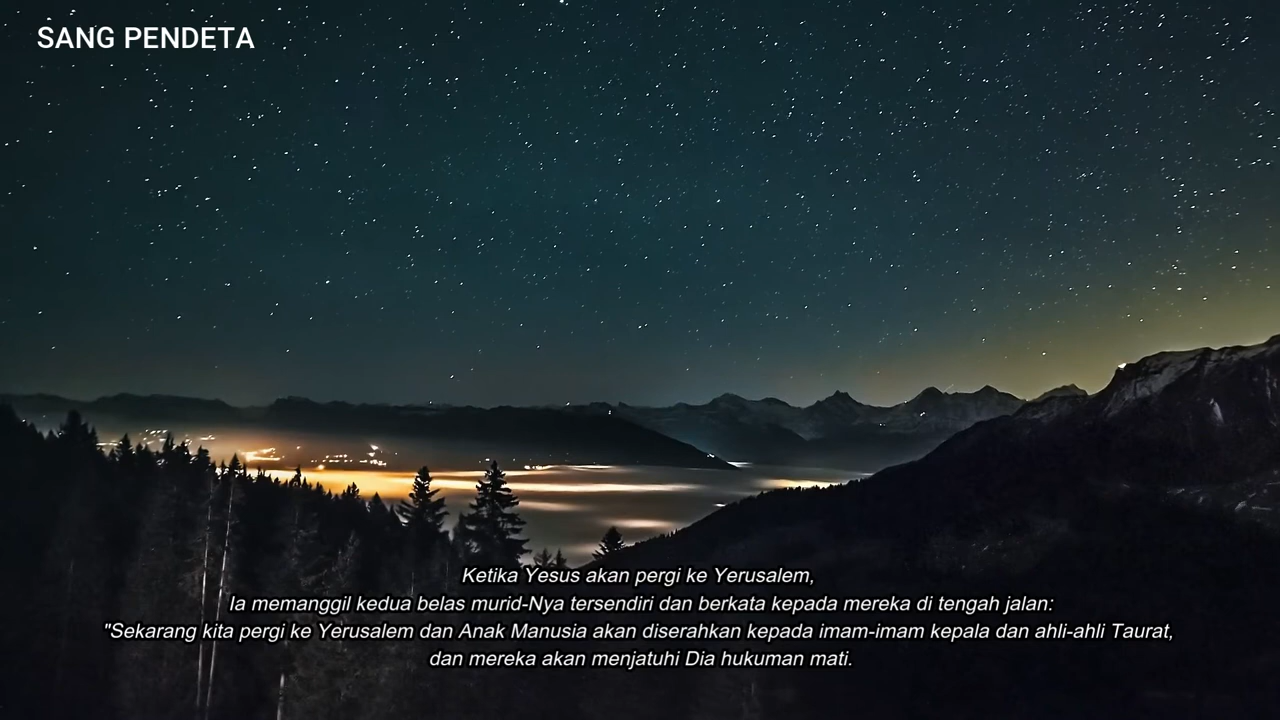 SANG PENDETA
Ketika Yesus akan pergi ke Yerusalem,
Ia memanggil kedua belas murid-Nya tersendiri dan berkata kepada mereka di tengah jalan:
"Sekarang kita pergi ke Yerusalem dan Anak Manusia akan diserahkan kepada imam-imam kepala dan ahli-ahli Taurat,
dan mereka akan menjatuhi Dia hukuman mati.